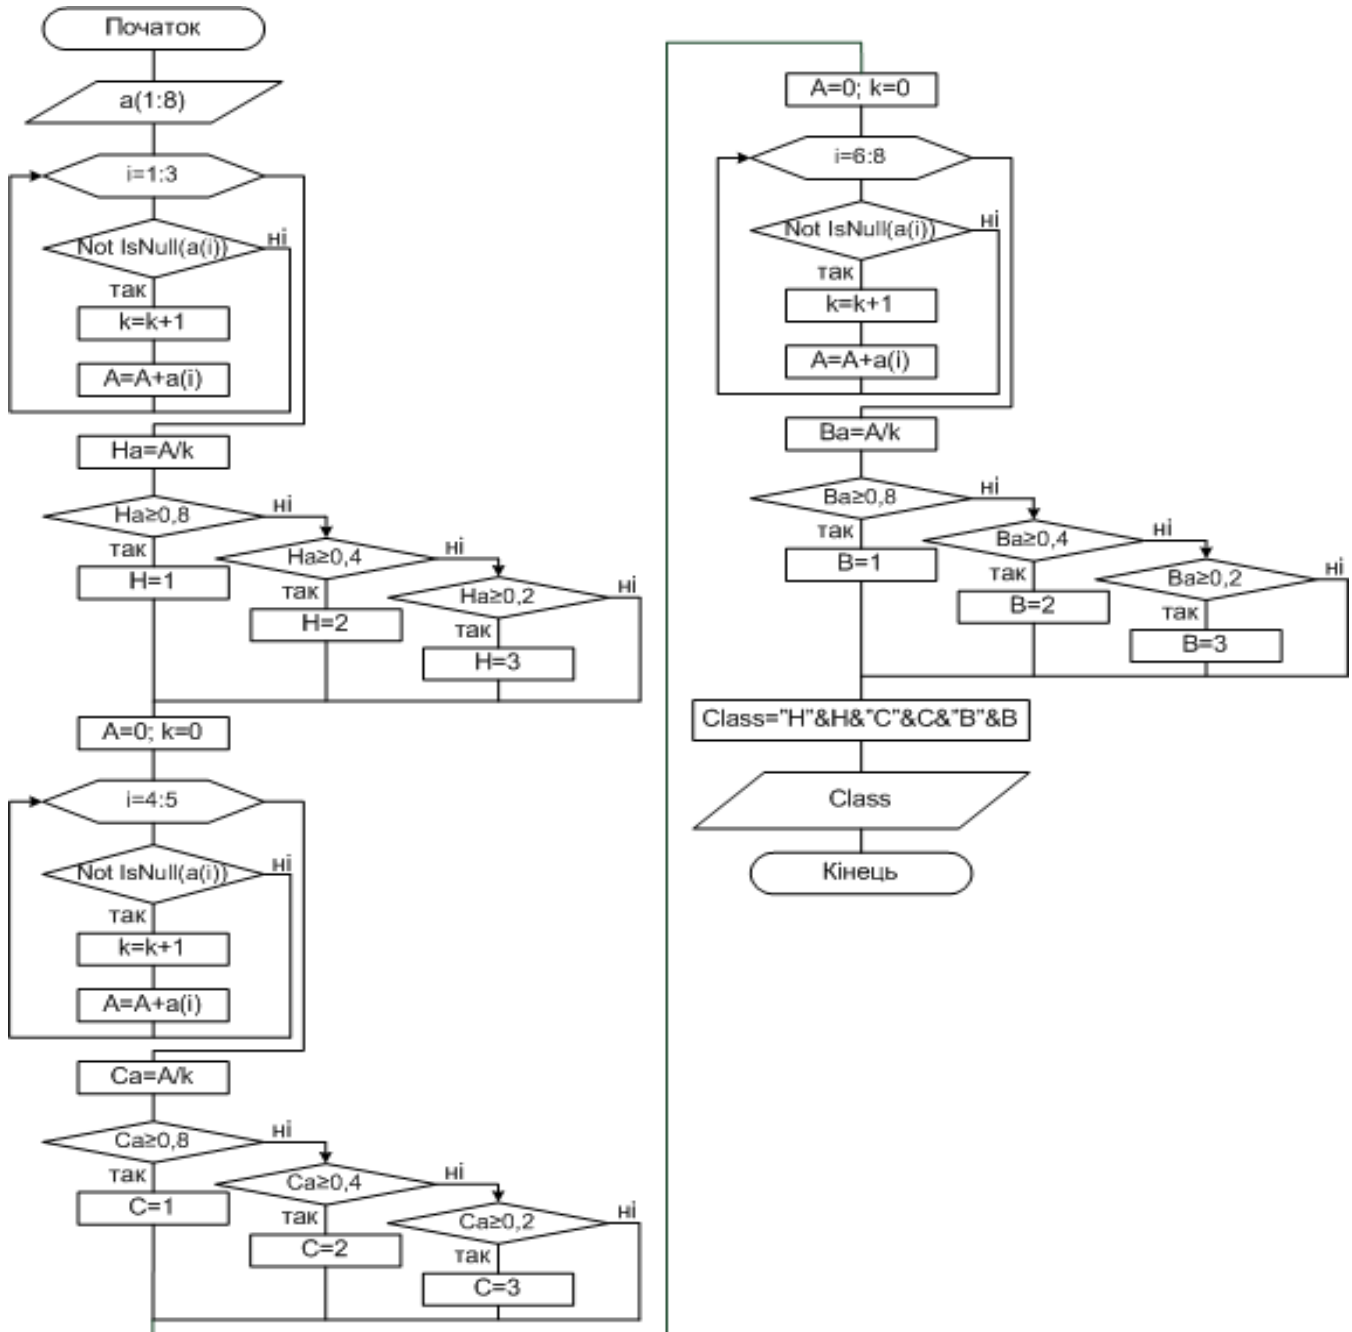 Початок
a(1:8)
i=1:3
Not IsNull(a(i))
ні
так
k=k+1
A=A+a(i)
Ha=A/k
Ha≥0,8
ні
так
H=1
Ha≥0,4
ні
так
H=2
Ha≥0,2
ні
так
H=3
A=0; k=0
i=4:5
Not IsNull(a(i))
ні
так
k=k+1
A=A+a(i)
Ca=A/k
Ca≥0,8
ні
так
C=1
Ca≥0,4
ні
так
C=2
Ca≥0,2
ні
так
C=3
A=0; k=0
i=6:8
Not IsNull(a(i))
ні
так
k=k+1
A=A+a(i)
Ba=A/k
Ba≥0,8
ні
так
B=1
Ba≥0,4
ні
так
B=2
Ba≥0,2
ні
так
B=3
Class="H"&H&"C"&C&"B"&B
Class
Кінець